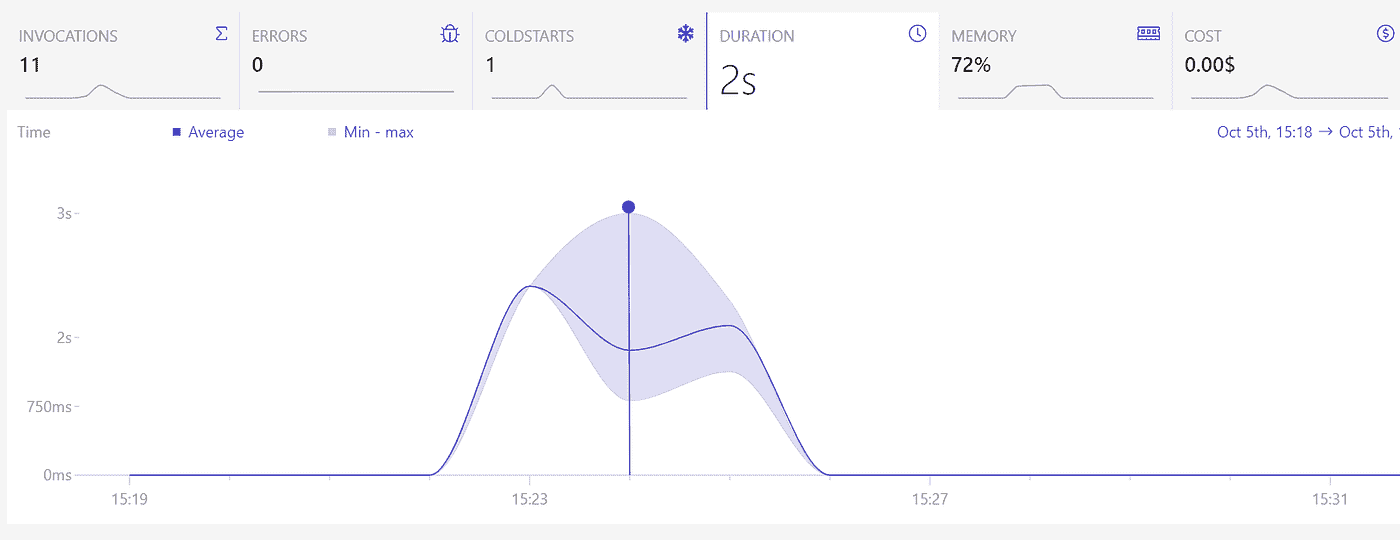 INVOCATIONS
11
ERRORS
0
COLDSTARTS
1
DURATION
2s
MEMORY
72%
COST
0.00$
Time
Average
Min - max
Oct 5th, 15:18 → Oct 5th,
3s
2s
750ms
0ms
15:19
15:23
15:27
15:31